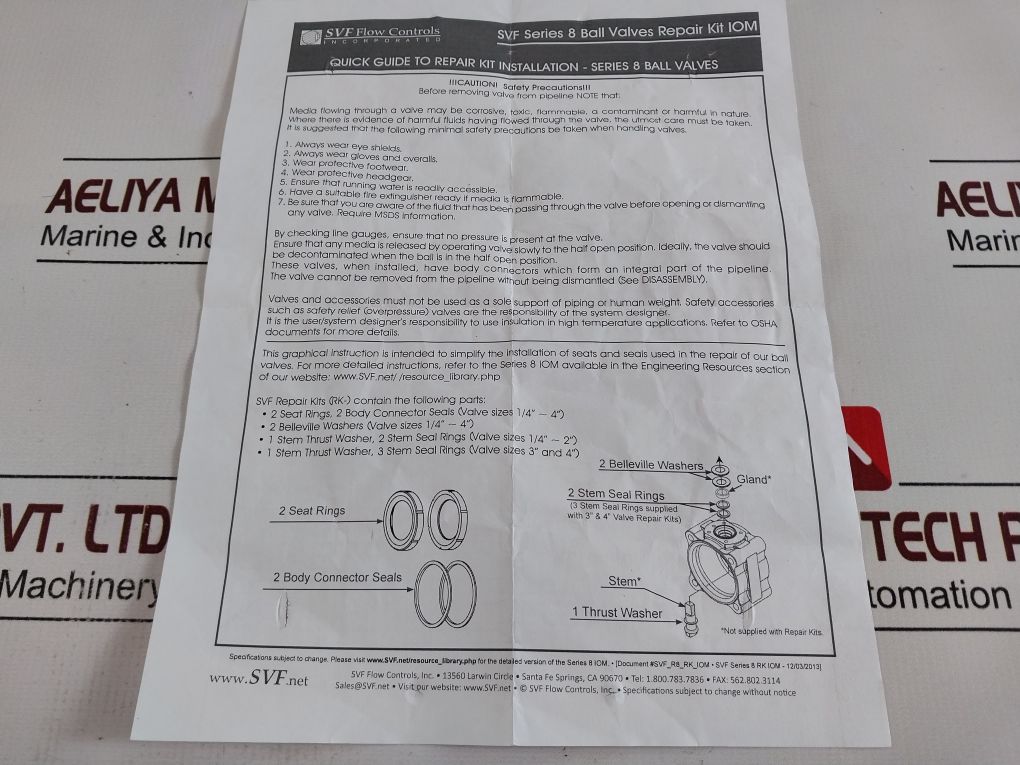 SVF Flow Controls
INCORPORATED
SVF Series 8 Ball Valves Repair Kit IOM
QUICK GUIDE TO REPAIR KIT INSTALLATION - SERIES 8 BALL VALVES
!!!CAUTION! Safety Precautions!!!
Before removing valve from pipeline NOTE that:
Media flowing through a valve may be corrosive, toxic, flammable, a contaminant or harmful in nature.
Where there is evidence of harmful fluids having flowed through the valve, the utmost care must be taken.
It is suggested that the following minimal safety precautions be taken when handling valves.
1. Always wear eye shields.
2. Always wear gloves and overalls.
3. Wear protective footwear.
4. Wear protective headgear.
5. Ensure that running water is readily accessible.
6. Have a suitable fire extinguisher ready if media is flammable.
7. Be sure that you are aware of the fluid that has been passing through the valve before opening or dismantling
any valve. Require MSDS information.
By checking line gauges, ensure that no pressure is present at the valve.
Ensure that any media is released by operating valve slowly to the half open position. Ideally, the valve should
be decontaminated when the ball is in the half open position.
These valves, when installed, have body connectors which form an integral part of the pipeline.
The valve cannot be removed from the pipeline without being dismantled (See DISASSEMBLY).
Valves and accessories must not be used as a sole support of piping or human weight. Safety accessories
such as safety relief (overpressure) valves are the responsibility of the system designer.
It is the user/system designer's responsibility to use insulation in high temperature applications. Refer to OSHA
documents for more details.
This graphical instruction is intended to simplify the installation of seats and seals used in the repair of our ball
valves. For more detailed instructions, refer to the Series 8 IOM available in the Engineering Resources section
of our website: www.SVF.net/ /resource_library.php
SVF Repair Kits (RK-) contain the following parts:
• 2 Seat Rings, 2 Body Connector Seals (Valve sizes 1/4" — 4")
• 2 Belleville Washers (Valve sizes 1/4" — 4")
• 1 Stem Thrust Washer, 2 Stem Seal Rings (Valve sizes 1/4" — 2")
• 1 Stem Thrust Washer, 3 Stem Seal Rings (Valve sizes 3" and 4")
2 Belleville Washers
Gland*
2 Stem Seal Rings
(3 Stem Seal Rings supplied
with 3" & 4" Valve Repair Kits)
2 Seat Rings
2 Body Connector Seals
Stem*
1 Thrust Washer
*Not supplied with Repair Kits.
Specifications subject to change. Please visit www.SVF.net/resource_library.php for the detailed version of the Series 8 IOM. • [Document #SVF_R8_RK_IOM • SVF Series 8 RK IOM - 12/03/2013]
www.SVF.net
SVF Flow Controls, Inc. • 13560 Larwin Circle • Santa Fe Springs, CA 90670 • Tel: 1.800.783.7836 • FAX: 562.802.3114
Sales@SVF.net • Visit our website: www.SVF.net • © SVF Flow Controls, Inc. • Specifications subject to change without notice
AELIYA M
Marine & Ind
VT. LTD
Machinery
AELI
Marin
TECH P
tomation